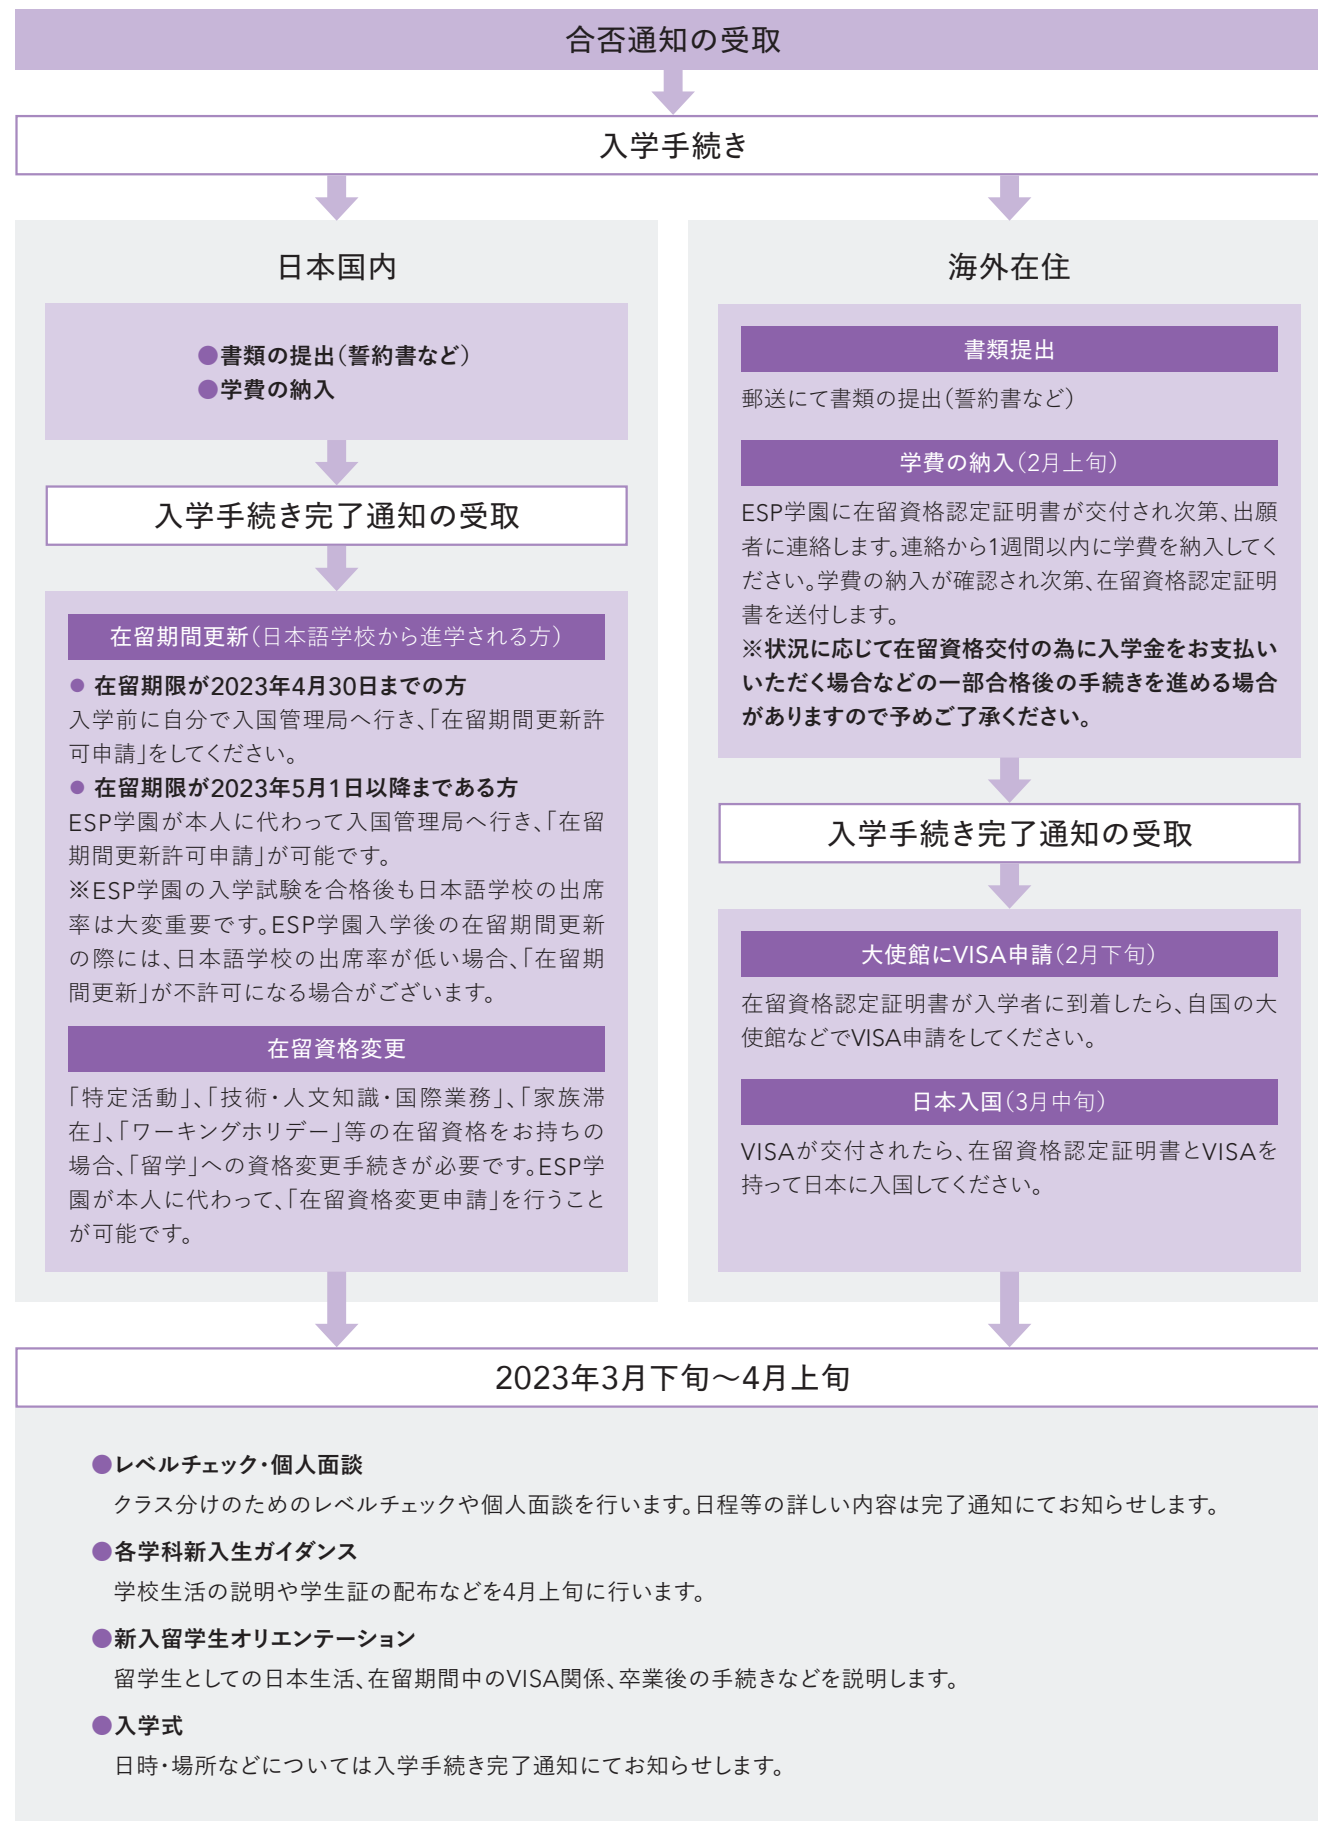 合否通知の受取
入学手続き
日本国内
●書類の提出（誓約書など）
●学費の納入
入学手続き完了通知の受取
在留期間更新（日本語学校から進学される方）
● 在留期限が2023年4月30日までの方
入学前に自分で入国管理局へ行き、「在留期間更新許
可申請」をしてください。
● 在留期限が2023年5月1日以降まである方
ESP学園が本人に代わって入国管理局へ行き、「在留
期間更新許可申請」が可能です。
※ESP学園の入学試験を合格後も日本語学校の出席
率は大変重要です。ESP学園入学後の在留期間更新
の際には、日本語学校の出席率が低い場合、「在留期
間更新」が不許可になる場合がございます。
在留資格変更
「特定活動」、「技術・人文知識・国際業務」、「家族滞
在」、「ワーキングホリデー」等の在留資格をお持ちの
場合、「留学」への資格変更手続きが必要です。ESP学
園が本人に代わって、「在留資格変更申請」を行うこと
が可能です。
海外在住
書類提出
郵送にて書類の提出（誓約書など）
学費の納入（2月上旬）
ESP学園に在留資格認定証明書が交付され次第、出願
者に連絡します。連絡から1週間以内に学費を納入してく
ださい。学費の納入が確認され次第、在留資格認定証明
書を送付します。
※状況に応じて在留資格交付の為に入学金をお支払い
いただく場合などの一部合格後の手続きを進める場合
がありますので予めご了承ください。
入学手続き完了通知の受取
大使館にVISA申請（2月下旬）
在留資格認定証明書が入学者に到着したら、自国の大
使館などでVISA申請をしてください。
日本入国（3月中旬）
VISAが交付されたら、在留資格認定証明書とVISAを
持って日本に入国してください。
2023年3月下旬〜4月上旬
●レベルチェック・個人面談
クラス分けのためのレベルチェックや個人面談を行います。日程等の詳しい内容は完了通知にてお知らせします。
●各学科新入生ガイダンス
学校生活の説明や学生証の配布などを4月上旬に行います。
●新入留学生オリエンテーション
留学生としての日本生活、在留期間中のVISA関係、卒業後の手続きなどを説明します。
●入学式
日時・場所などについては入学手続き完了通知にてお知らせします。